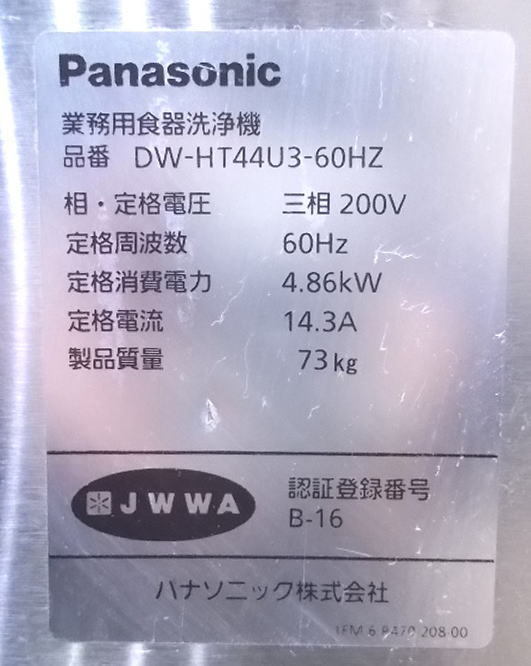 Panasonic
業務用食器洗浄機
品番 DW-HT44U3-60HZ
相・定格電圧 三相 200V
定格周波数 60Hz
定格消費電力 4.86kW
定格電流 14.3A
製品質量 73kg
JWWA
認証登録番号
B-16
パナソニック株式会社
208-00